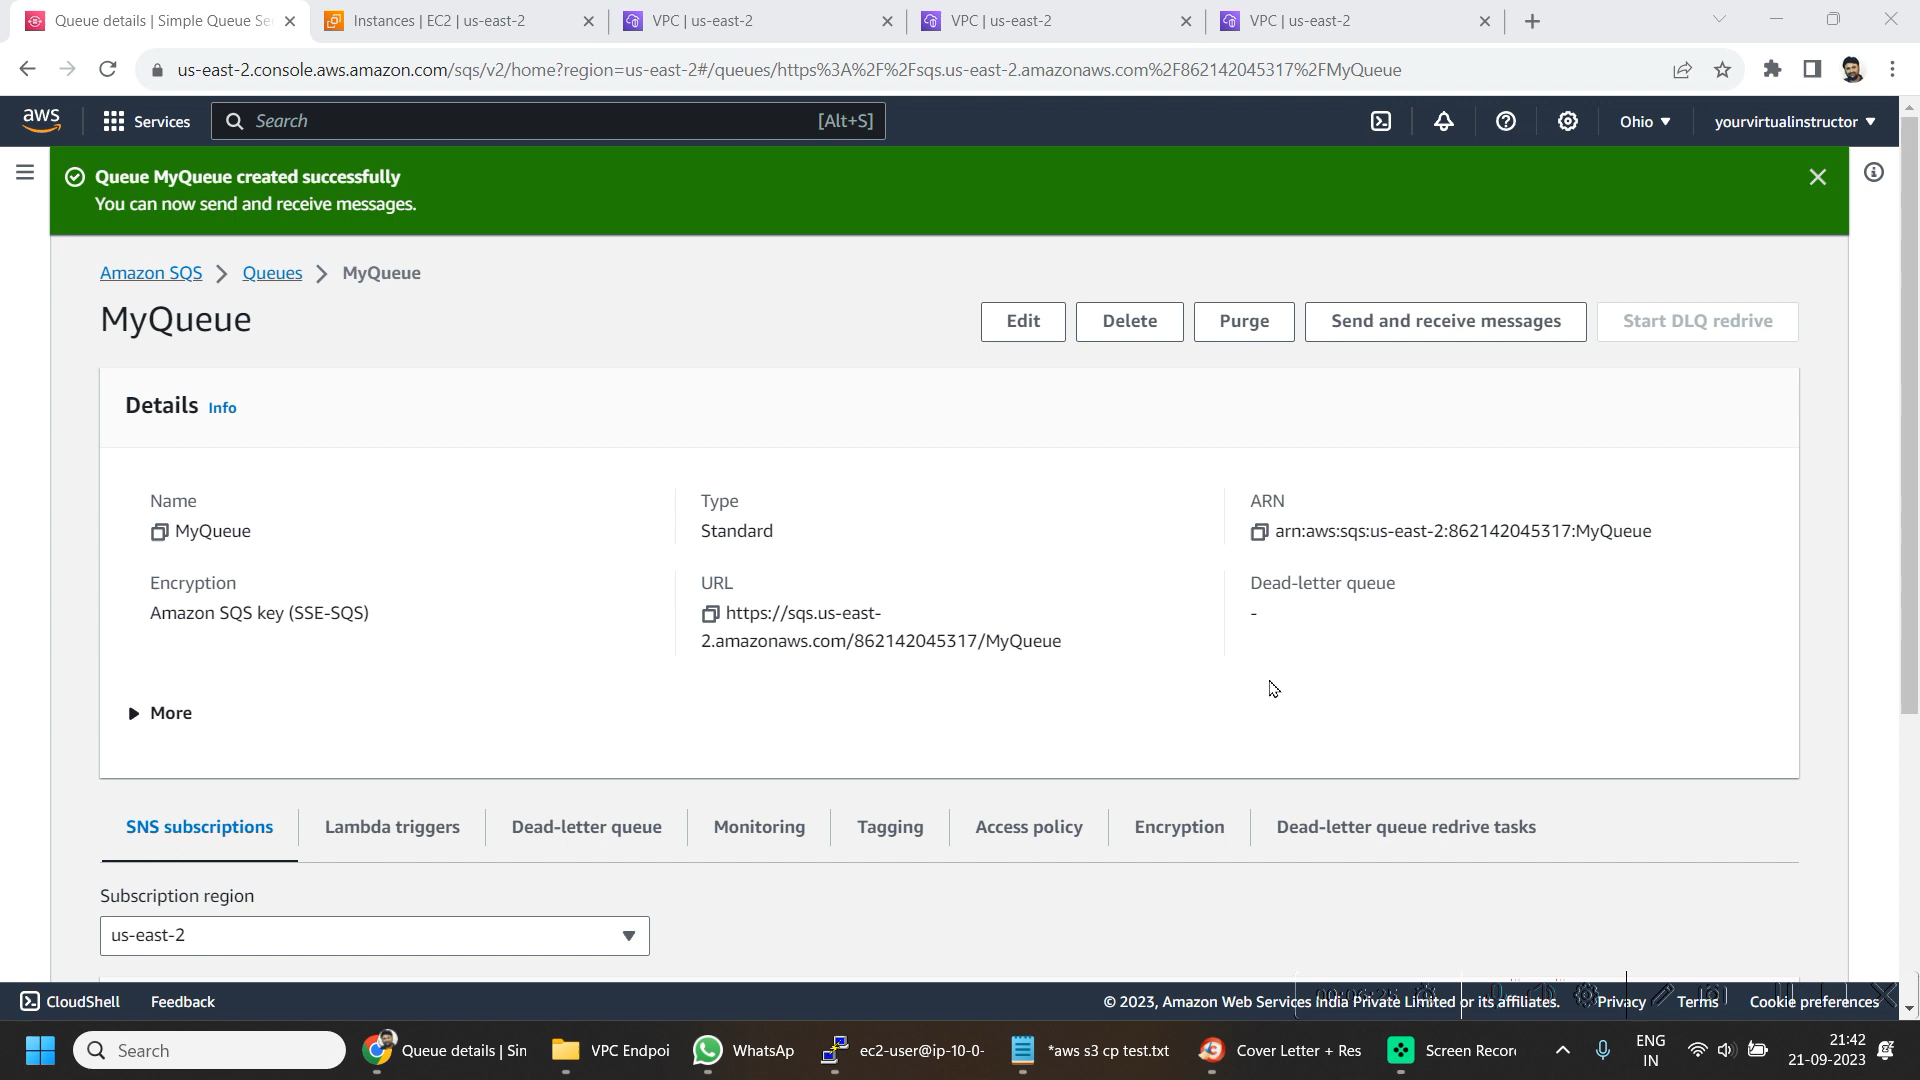 Queue details | Simple Queue Se
Instances | EC2 | us-east-2
VPC | us-east-2
VPC | us-east-2
VPC | us-east-2
us-east-2.console.aws.amazon.com/sqs/v2/home?region=us-east-2#/queues/https%3A%2F%2Fsqs.us-east-2.amazonaws.com%2F862142045317%2FMyQueue
aws
Services
Search
[Alt+S]
Ohio
yourvirtualinstructor
Queue MyQueue created successfully
You can now send and receive messages.
Amazon SQS
Queues
MyQueue
MyQueue
Edit
Delete
Purge
Send and receive messages
Start DLQ redrive
Details Info
Name
MyQueue
Type
Standard
ARN
arn:aws:sqs:us-east-2:862142045317:MyQueue
Encryption
Amazon SQS key (SSE-SQS)
URL
https://sqs.us-east-
2.amazonaws.com/862142045317/MyQueue
Dead-letter queue
-
More
SNS subscriptions
Lambda triggers
Dead-letter queue
Monitoring
Tagging
Access policy
Encryption
Dead-letter queue redrive tasks
Subscription region
us-east-2
CloudShell
Feedback
© 2023, Amazon Web Services India Private Limited or its affiliates.
Privacy
Terms
Cookie preferences
Search
Queue details | Sin
VPC Endpoi
WhatsAp
ec2-user@ip-10-0-
*aws s3 cp test.txt
Cover Letter + Res
Screen Recor
ENG
IN
21:42
21-09-2023